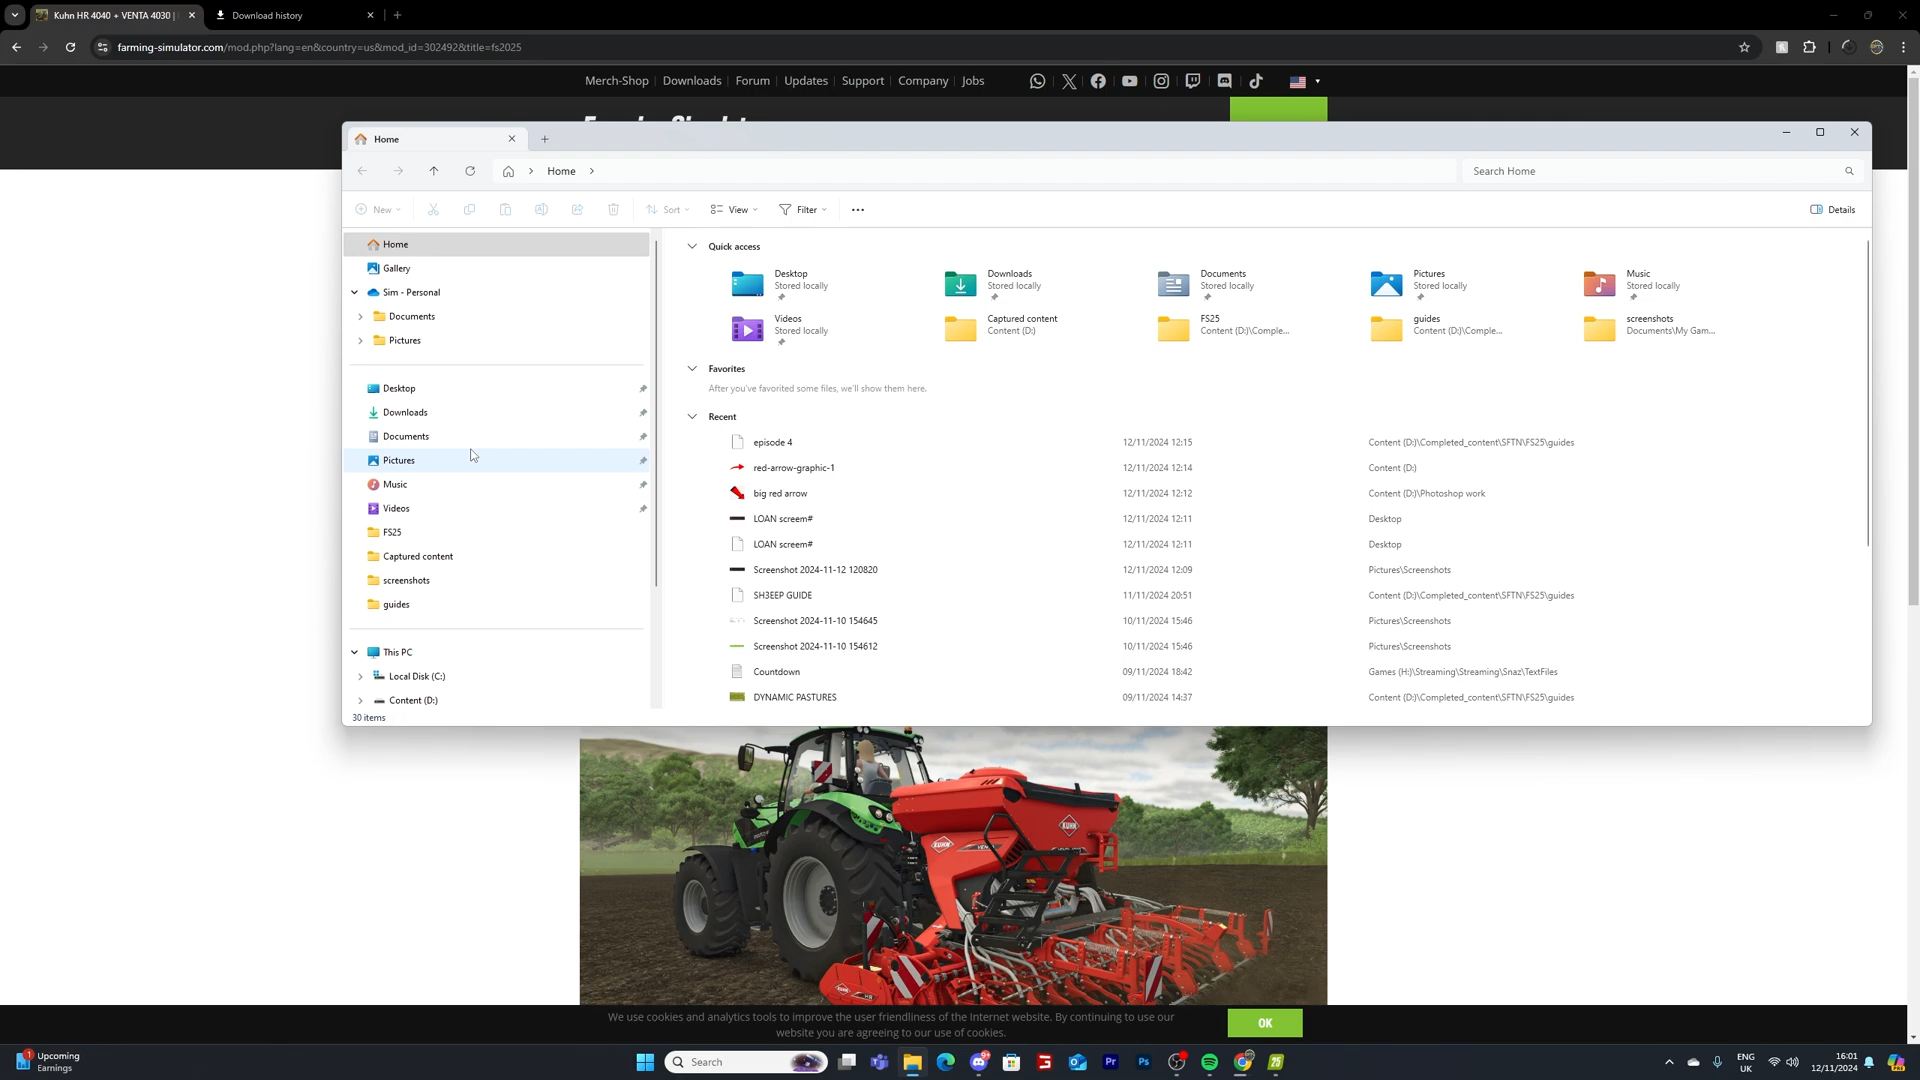 Kuhn HR 4040 + VENTA 4030 |
Download history
farming-simulator.com/mod.php?lang=en&country=us&mod_id=302492&title=fs2025
Merch-Shop | Downloads | Forum | Updates | Support | Company | Jobs
Home
Home
Search Home
New
Sort
View
Filter
Details
Home
Gallery
Sim - Personal
Documents
Pictures
Desktop
Downloads
Documents
Pictures
Music
Videos
FS25
Captured content
screenshots
guides
This PC
Local Disk (C:)
Content (D:)
30 items
Quick access
Desktop
Stored locally
Downloads
Stored locally
Documents
Stored locally
Pictures
Stored locally
Music
Stored locally
Videos
Stored locally
Captured content
Content (D:)
FS25
Content (D:)\Comple...
guides
Content (D:)\Comple...
screenshots
Documents\My Gam...
Favorites
After you've favorited some files, we'll show them here.
Recent
episode 4 12/11/2024 12:15 Content (D:)\Completed_content\SFTN\FS25\guides
red-arrow-graphic-1 12/11/2024 12:14 Content (D:)
big red arrow 12/11/2024 12:12 Content (D:)\Photoshop work
LOAN screem# 12/11/2024 12:11 Desktop
LOAN screem# 12/11/2024 12:11 Desktop
Screenshot 2024-11-12 120820 12/11/2024 12:09 Pictures\Screenshots
SH3EEP GUIDE 11/11/2024 20:51 Content (D:)\Completed_content\SFTN\FS25\guides
Screenshot 2024-11-10 154645 10/11/2024 15:46 Pictures\Screenshots
Screenshot 2024-11-10 154612 10/11/2024 15:46 Pictures\Screenshots
Countdown 09/11/2024 18:42 Games (H:)\Streaming\Streaming\Snaz\TextFiles
DYNAMIC PASTURES 09/11/2024 14:37 Content (D:)\Completed_content\SFTN\FS25\guides
KUHN
KUHN
VENTA
KUHN
HR
We use cookies and analytics tools to improve the user friendliness of the Internet website. By continuing to use our
website you are agreeing to our use of cookies.
OK
1
Upcoming
Earnings
Search
Pr
Ps
25
ENG
UK
16:01
12/11/2024